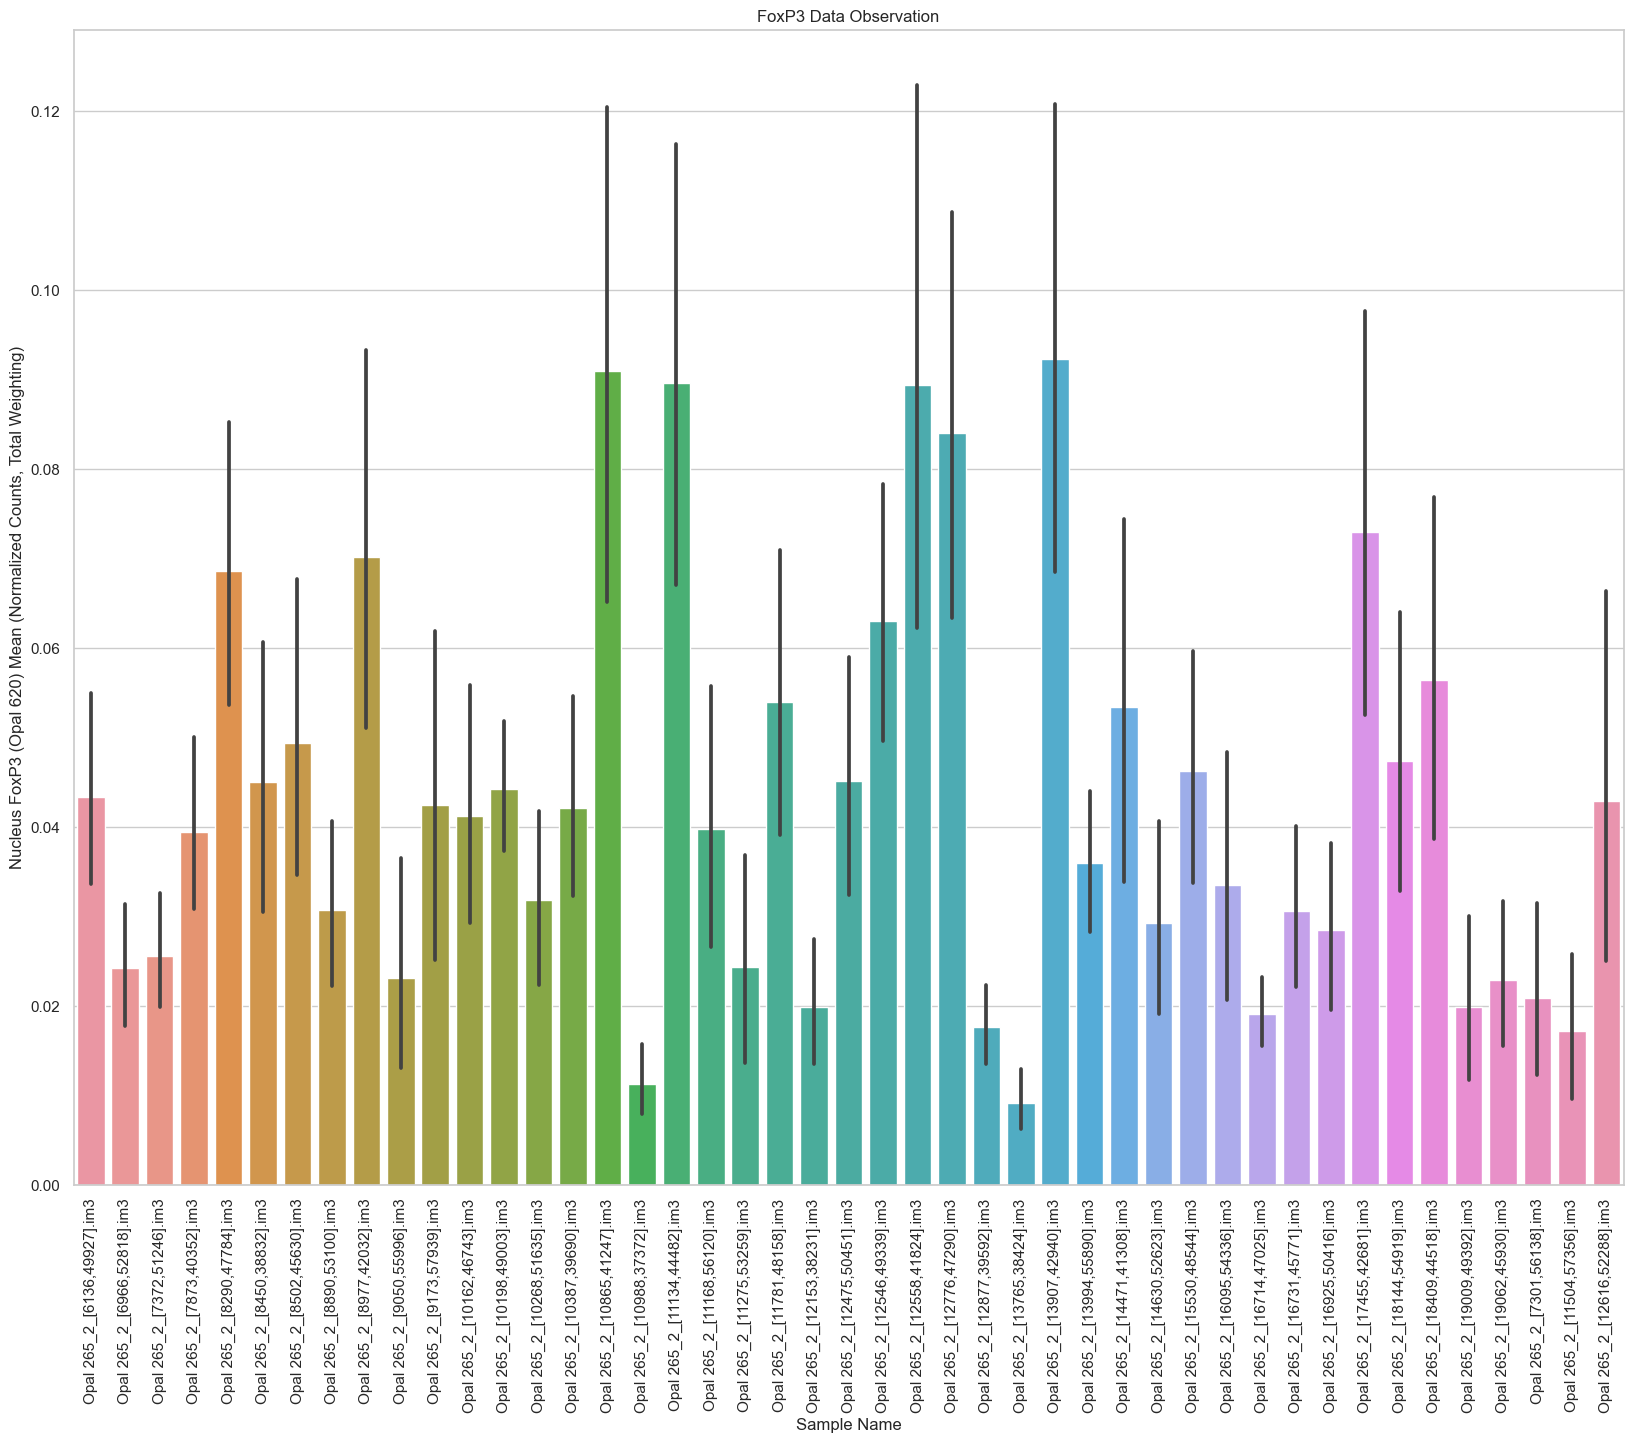 FoxP3 Data Observation
Nucleus FoxP3 (Opal 620) Mean (Normalized Counts, Total Weighting)
0.12
0.10
0.08
0.06
0.04
0.02
0.00
Opal 265_2_[6136,49927].im3
Opal 265_2_[6966,52818].im3
Opal 265_2_[7372,51246].im3
Opal 265_2_[7873,40352].im3
Opal 265_2_[8290,47784].im3
Opal 265_2_[8450,38832].im3
Opal 265_2_[8502,45630].im3
Opal 265_2_[8890,53100].im3
Opal 265_2_[8977,42032].im3
Opal 265_2_[9050,55996].im3
Opal 265_2_[9173,57939].im3
Opal 265_2_[10162,46743].im3
Opal 265_2_[10198,49003].im3
Opal 265_2_[10268,51635].im3
Opal 265_2_[10387,39690].im3
Opal 265_2_[10865,41247].im3
Opal 265_2_[10988,37372].im3
Opal 265_2_[11134,44482].im3
Opal 265_2_[11168,56120].im3
Opal 265_2_[11275,53259].im3
Opal 265_2_[11781,48158].im3
Opal 265_2_[12153,38231].im3
Opal 265_2_[12475,50451].im3
Opal 265_2_[12546,49339].im3
Opal 265_2_[12558,41824].im3
Opal 265_2_[12776,47290].im3
Opal 265_2_[12877,39592].im3
Opal 265_2_[13765,38424].im3
Opal 265_2_[13907,42940].im3
Opal 265_2_[13994,55890].im3
Opal 265_2_[14471,41308].im3
Opal 265_2_[14630,52623].im3
Opal 265_2_[15530,48544].im3
Opal 265_2_[16095,54336].im3
Opal 265_2_[16714,47025].im3
Opal 265_2_[16731,45771].im3
Opal 265_2_[16925,50416].im3
Opal 265_2_[17455,42681].im3
Opal 265_2_[18144,54919].im3
Opal 265_2_[18409,44518].im3
Opal 265_2_[19009,49392].im3
Opal 265_2_[19062,45930].im3
Opal 265_2_[7301,56138].im3
Opal 265_2_[11504,57356].im3
Opal 265_2_[12616,52288].im3
Sample Name